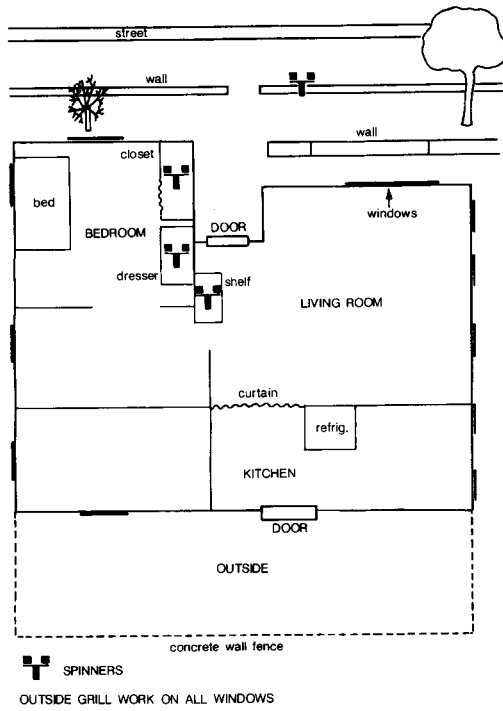 street
wall
wall
closet
bed
BEDROOM
DOOR
windows
dresser
shelf
LIVING ROOM
curtain
refrig.
KITCHEN
DOOR
OUTSIDE
concrete wall fence
SPINNERS
OUTSIDE GRILL WORK ON ALL WINDOWS